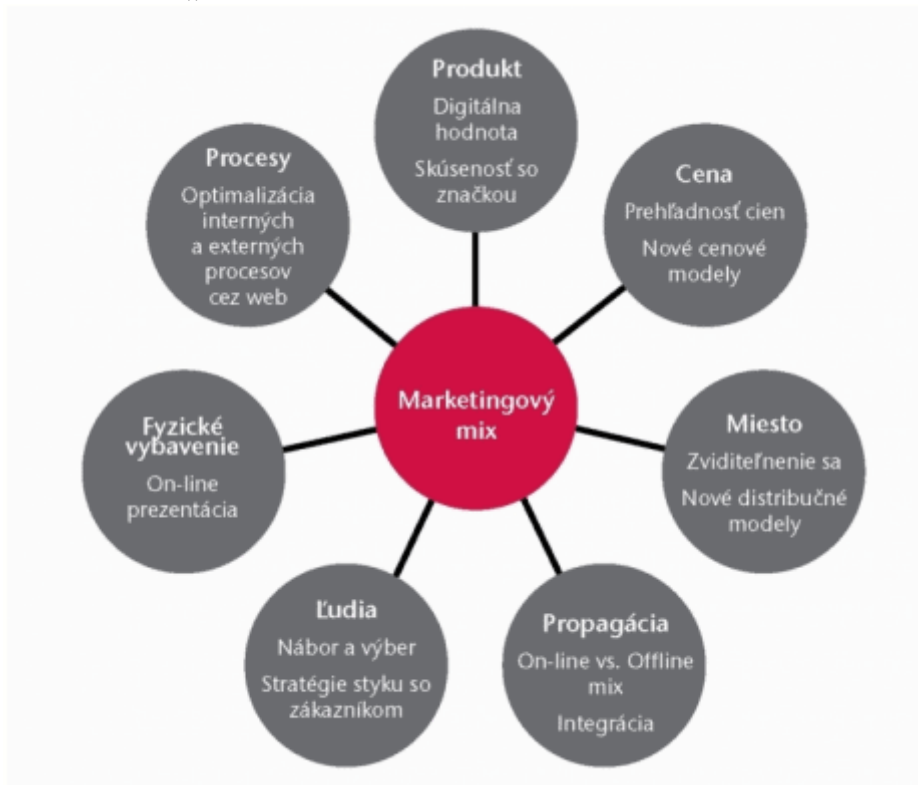 Produkt
Digitálna
hodnota
Skúsenosť so
značkou
Cena
Prehľadnosť cien
Nové cenové
modely
Miesto
Zviditeľnenie sa
Nové distribučné
modely
Propagácia
On-line vs. Offline
mix
Integrácia
Ľudia
Nábor a výber
Stratégie styku so
zákazníkom
Fyzické
vybavenie
On-line
prezentácia
Procesy
Optimalizácia
interných
a externých
procesov
cez web
Marketingový
mix